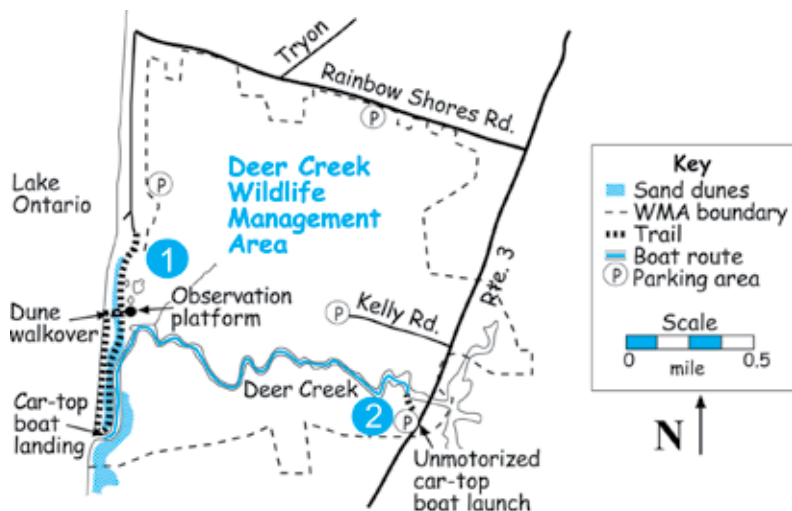 Tryon
Rainbow Shores Rd.
P
Lake
Ontario
P
Deer Creek
Wildlife
Management
Area
1
Rte. 3
Dune
walkover
Observation
platform
P
Kelly Rd.
Deer Creek
Car-top
boat
landing
2
P
Unmotorized
car-top
boat launch
Key
Sand dunes
WMA boundary
Trail
Boat route
P Parking area
Scale
0 0.5
mile
N